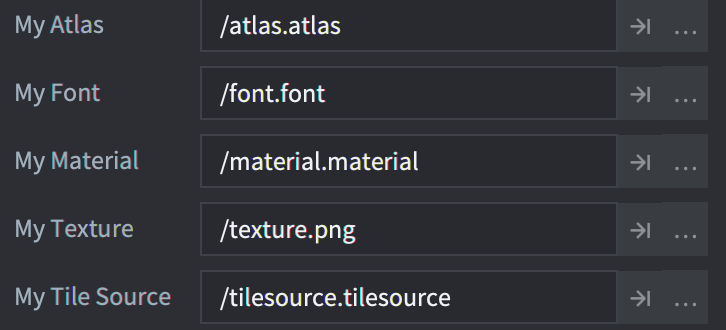 My Atlas /atlas.atlas ...
My Font /font.font ...
My Material /material.material ...
My Texture /texture.png ...
My Tile Source /tilesource.tilesource ...